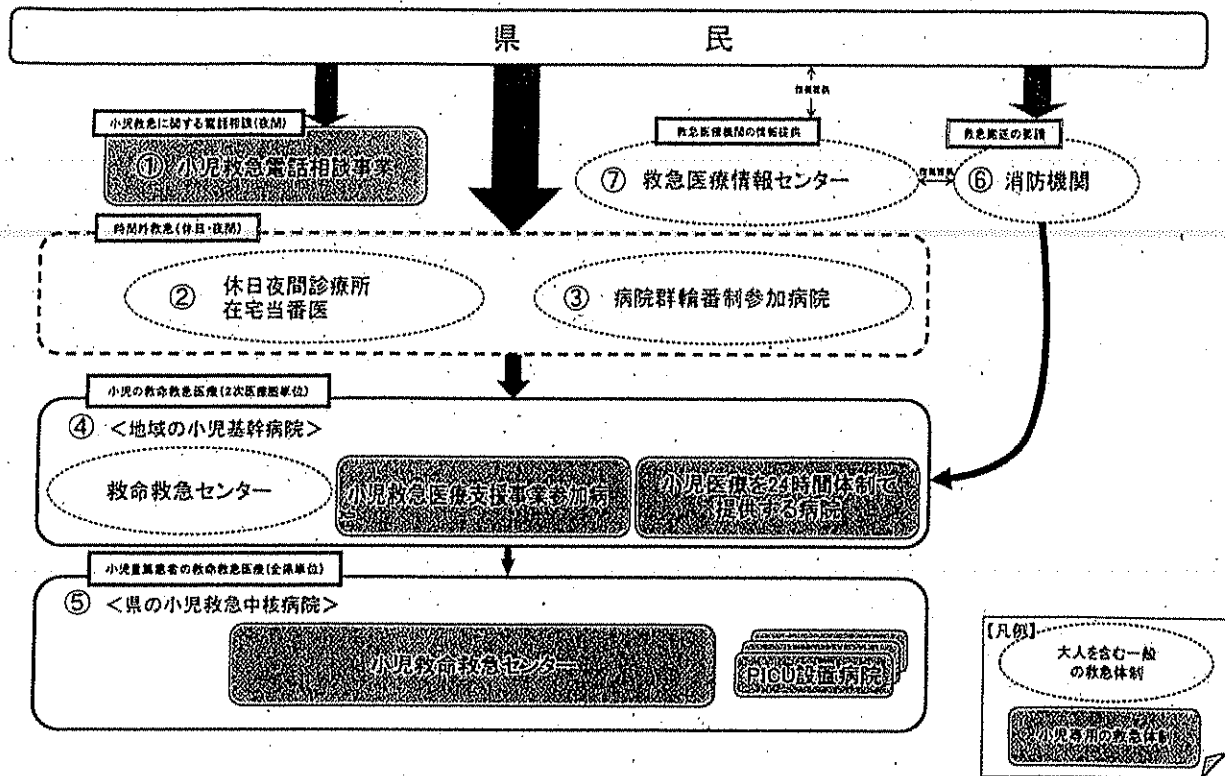 県 民
情報提供
小児救急に関する電話相談(夜間)
① 小児救急電話相談事業
救急医療機関の情報提供
⑦ 救急医療情報センター
情報提供
救急搬送の要請
⑥ 消防機関
時間外救急(休日・夜間)
② 休日夜間診療所
在宅当番医
③ 病院群輪番制参加病院
小児の救命救急医療(2次医療圏単位)
④ <地域の小児基幹病院>
救命救急センター
小児救急医療支援事業参加病
小児医療を24時間体制で
提供する病院
小児重篤患者の救命救急医療(全県単位)
⑤ <県の小児救急中核病院>
小児救命救急センター
PICU設置病院
【凡例】
大人を含む一般
の救急体制
小児専用の救急体制